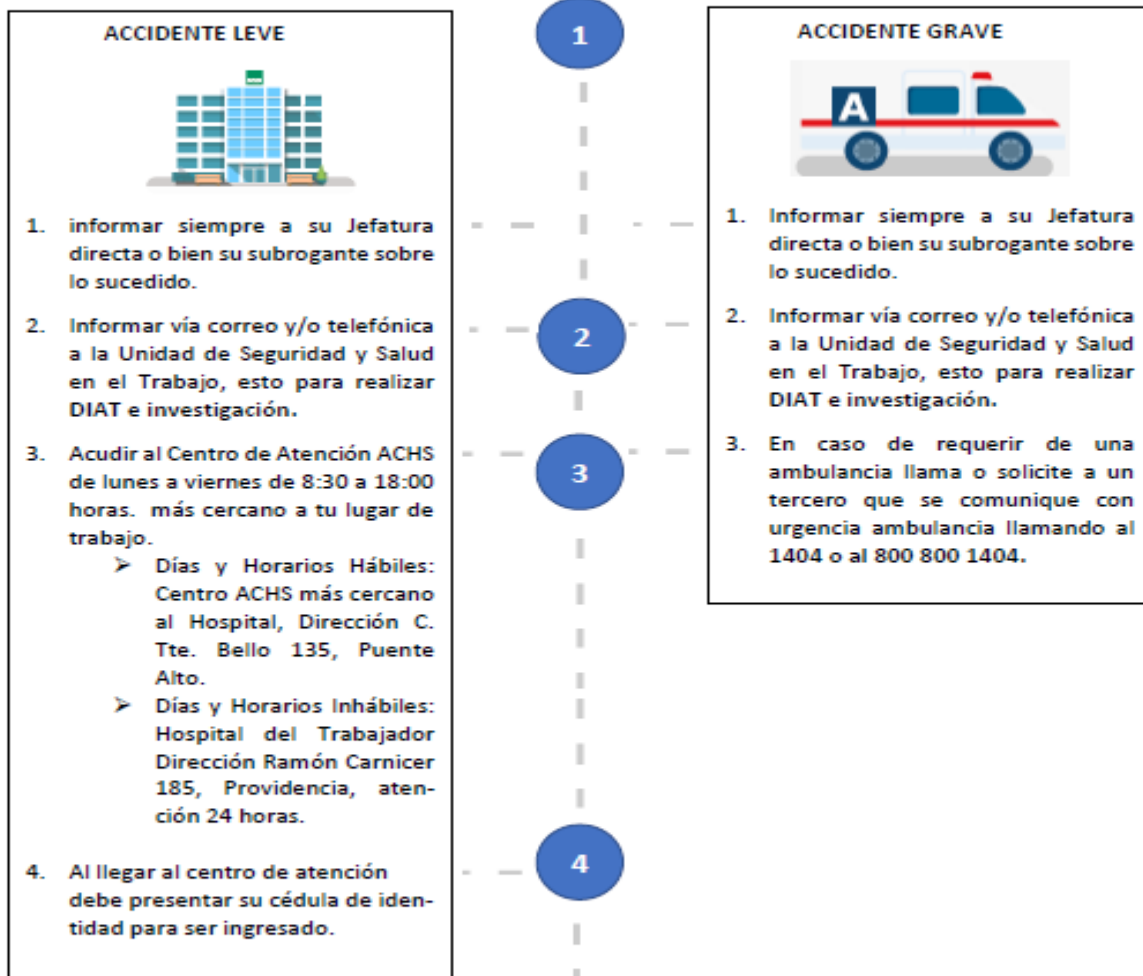 ACCIDENTE LEVE
1. informar siempre a su Jefatura
directa o bien su subrogante sobre
lo sucedido.
2. Informar vía correo y/o telefónica
a la Unidad de Seguridad y Salud
en el Trabajo, esto para realizar
DIAT e investigación.
3. Acudir al Centro de Atención ACHS
de lunes a viernes de 8:30 a 18:00
horas. más cercano a tu lugar de
trabajo.
➢ Días y Horarios Hábiles:
Centro ACHS más cercano
al Hospital, Dirección C.
Tte. Bello 135, Puente
Alto.
➢ Días y Horarios Inhábiles:
Hospital del Trabajador
Dirección Ramón Carnicer
185, Providencia, aten-
ción 24 horas.
4. Al llegar al centro de atención
debe presentar su cédula de iden-
tidad para ser ingresado.
1
2
3
4
ACCIDENTE GRAVE
A
1. Informar siempre a su Jefatura
directa o bien su subrogante sobre
lo sucedido.
2. Informar vía correo y/o telefónica
a la Unidad de Seguridad y Salud
en el Trabajo, esto para realizar
DIAT e investigación.
3. En caso de requerir de una
ambulancia llama o solicite a un
tercero que se comunique con
urgencia ambulancia llamando al
1404 o al 800 800 1404.